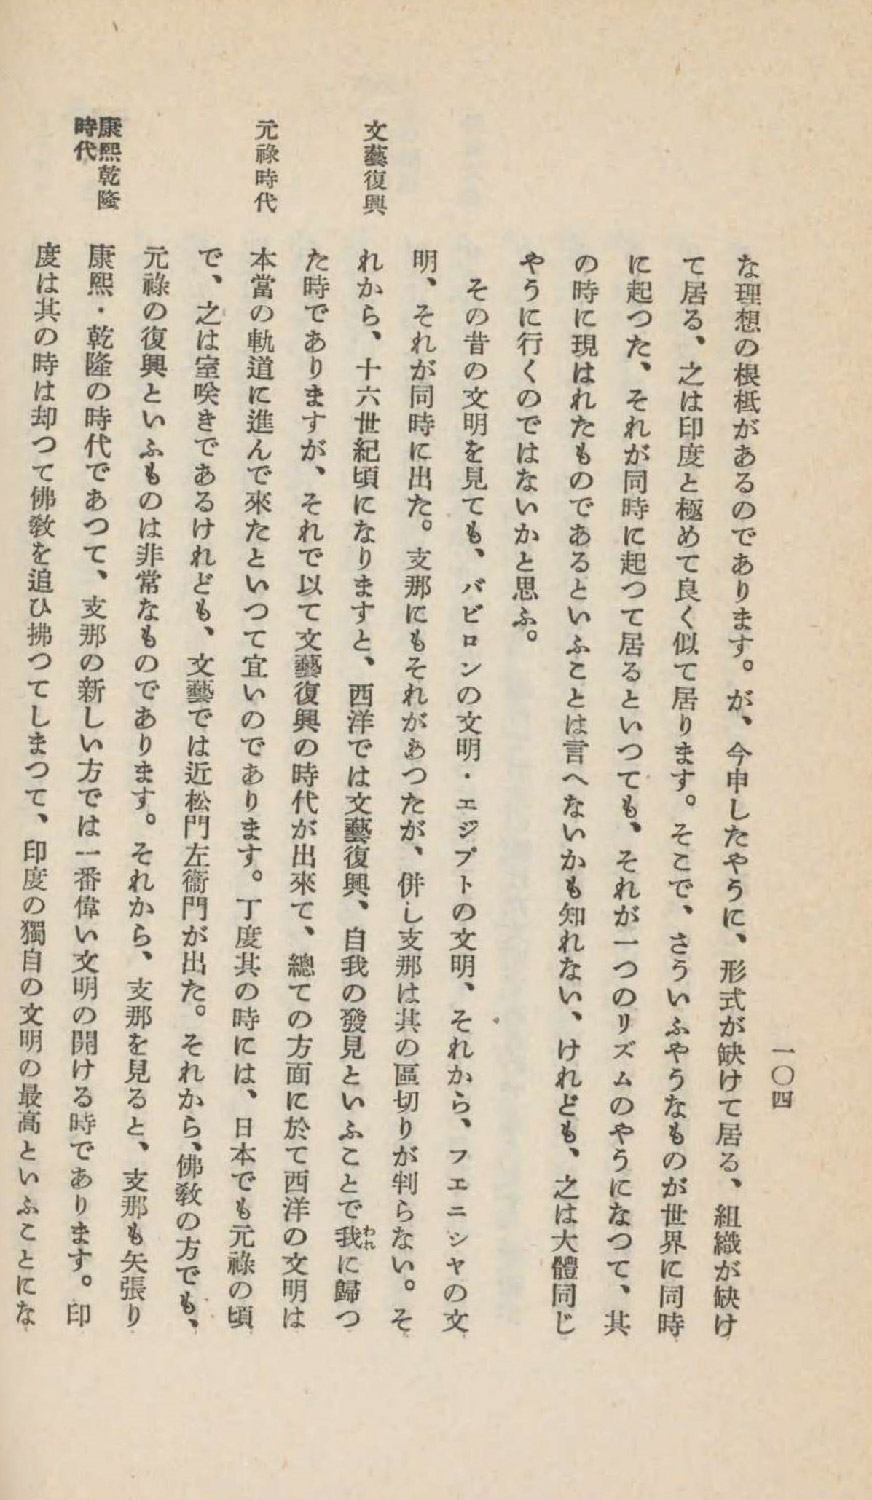 一〇四
な理想の根柢があるのであります。が、今申したやうに、形式が缺けて居る、組織が缺け
て居る、之は印度と極めて良く似て居ります。そこで、さういふやうなものが世界に同時
に起つた、それが同時に起つて居るといつても、それが一つのリズムのやうになつて、其
の時に現はれたものであるといふことは言へないかも知れない、けれども、之は大體同じ
やうに行くのではないかと思ふ。
その昔の文明を見ても、バビロンの文明・エジプトの文明、それから、フエニシヤの文
明、それが同時に出た。支那にもそれがあつたが、併し支那は其の區切りが判らない。そ
文藝復興
れから、十六世紀頃になりますと、西洋では文藝復興、自我の發見といふことで我に歸つ
われ
た時でありますが、それで以て文藝復興の時代が出來て、總ての方面に於て西洋の文明は
元祿時代
本當の軌道に進んで來たといつて宜いのであります。丁度其の時には、日本でも元祿の頃
で、之は室咲きであるけれども、文藝では近松門左衞門が出た。それから、佛敎の方でも、
元祿の復興といふものは非常なものであります。それから、支那を見ると、支那も矢張り
康熙乾隆
時代
康熙・乾隆の時代であつて、支那の新しい方では一番偉い文明の開ける時であります。印
度は其の時は却つて佛敎を追ひ拂つてしまつて、印度の獨自の文明の最高といふことにな